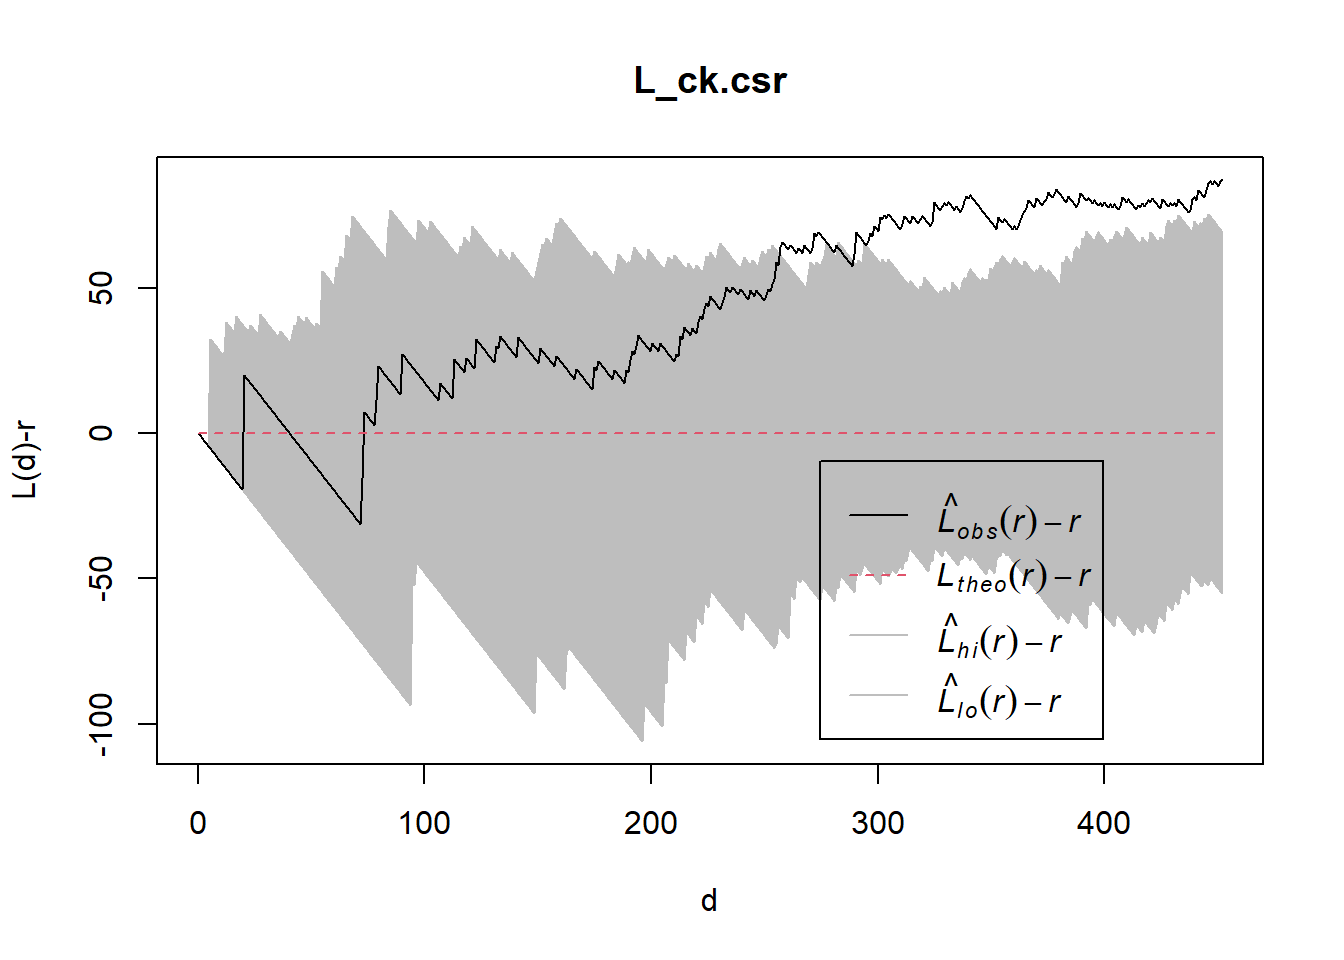 L_ck.csr
L(d)-r
50
0
-50
-100
0 100 200 300 400
d
L̂obs(r) − r
Ltheo(r) − r
L̂hi(r) − r
L̂lo(r) − r